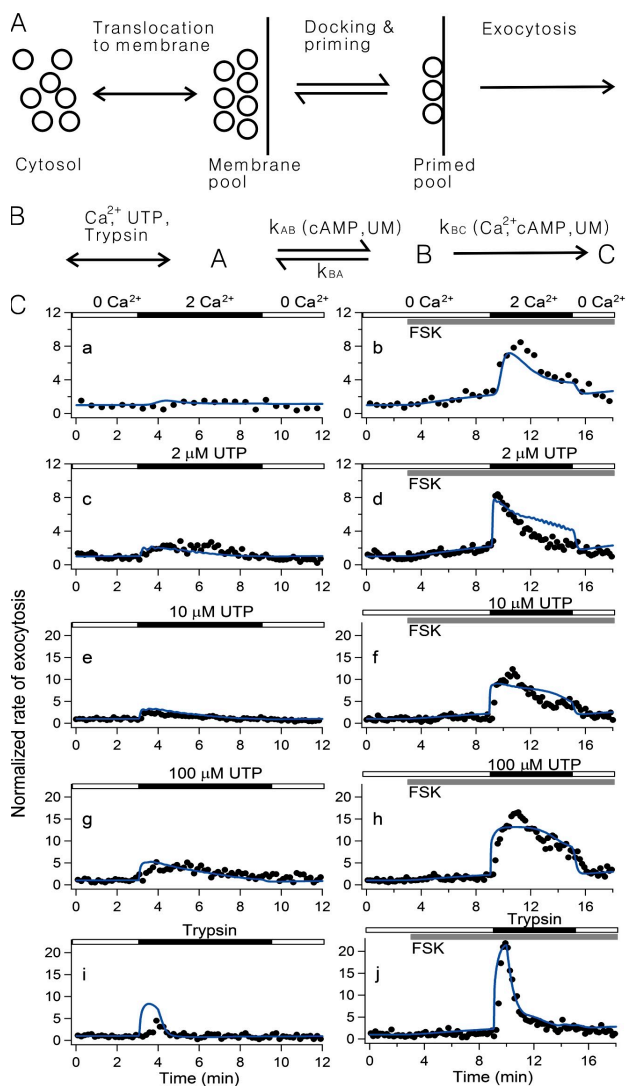 A
Translocation
to membrane
Docking &
priming
Exocytosis
Cytosol
Membrane
pool
Primed
pool
B
Ca²⁺, UTP,
Trypsin
A
kAB (cAMP,UM)
kBA
B
kBC (Ca²⁺,cAMP,UM)
C
C
0 Ca²⁺ 2 Ca²⁺ 0 Ca²⁺
0 Ca²⁺ 2 Ca²⁺ 0 Ca²⁺
Normalized rate of exocytosis
12
8
4
0
a
0 2 4 6 8 10 12
FSK
12
8
4
0
b
0 4 8 12 16
2 µM UTP
12
8
4
0
c
0 2 4 6 8 10 12
2 µM UTP
FSK
12
8
4
0
d
0 4 8 12 16
10 µM UTP
20
15
10
5
0
e
0 2 4 6 8 10 12
10 µM UTP
FSK
20
15
10
5
0
f
0 4 8 12 16
100 µM UTP
20
15
10
5
0
g
0 2 4 6 8 10 12
100 µM UTP
FSK
20
15
10
5
0
h
0 4 8 12 16
Trypsin
20
15
10
5
0
i
0 2 4 6 8 10 12
Time (min)
Trypsin
FSK
20
15
10
5
0
j
0 4 8 12 16
Time (min)